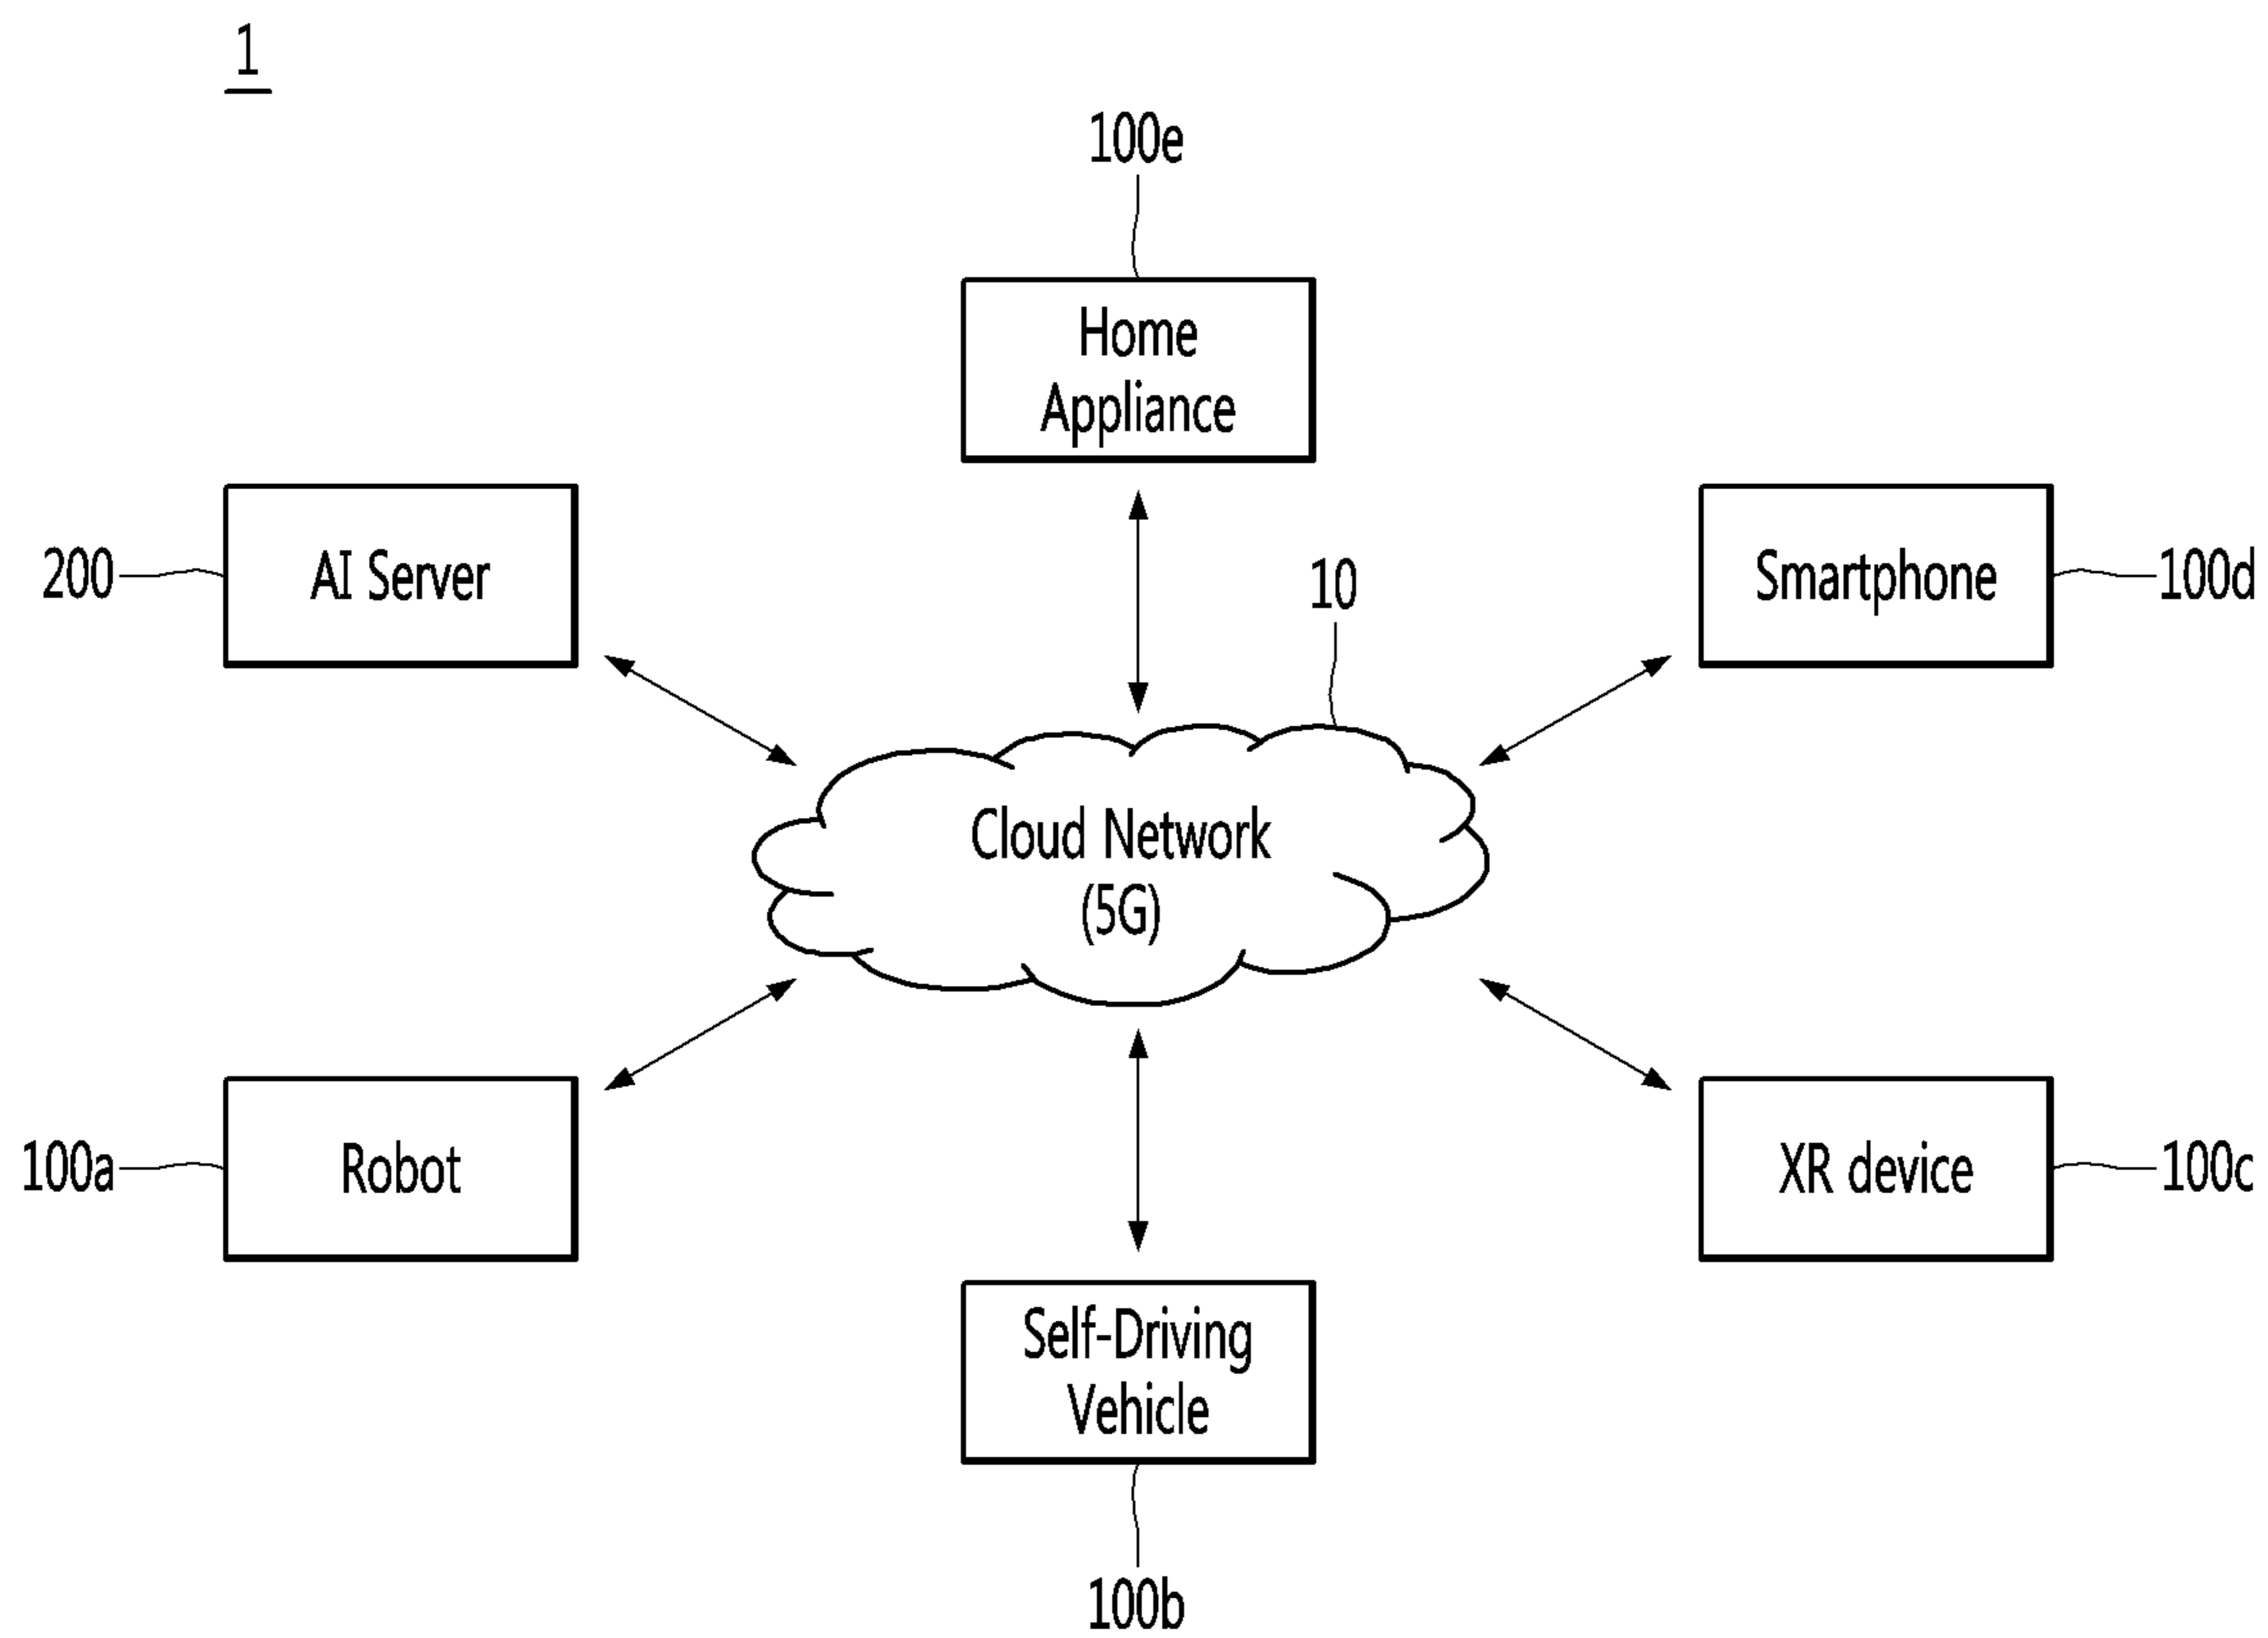 1
100e
Home
Appliance
200
AI Server
10
Smartphone
100d
Cloud Network
(5G)
100a
Robot
XR device
100c
Self-Driving
Vehicle
100b